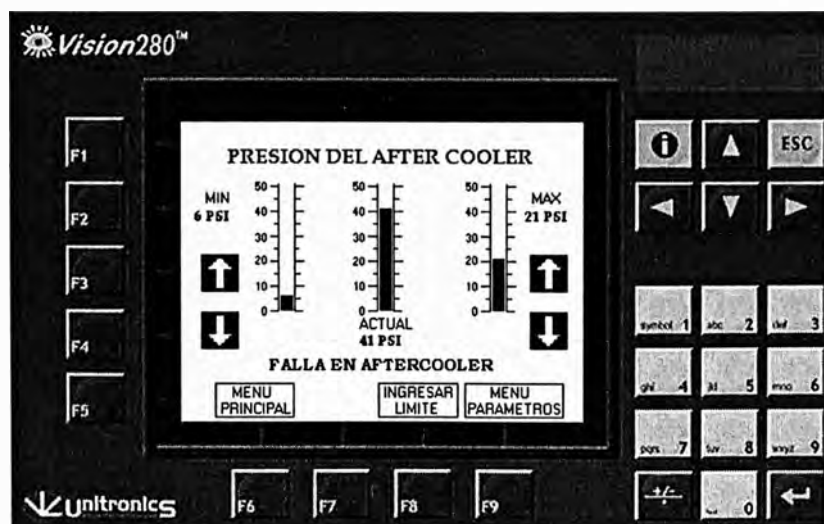 Vision280™
F1
F2
F3
F4
F5
PRESION DEL AFTER COOLER
MIN
6 PSI
50
40
30
20
10
0
50
40
30
20
10
0
ACTUAL
41 PSI
50
40
30
20
10
0
MAX
21 PSI
FALLA EN AFTERCOOLER
MENU
PRINCIPAL
INGRESAR
LIMITE
MENU
PARAMETROS
ESC
symbol 1
abc 2
def 3
ghi 4
jkl 5
mno 6
pqrs 7
tuv 8
wxyz 9
+/-
0
unitronics
F6
F7
F8
F9